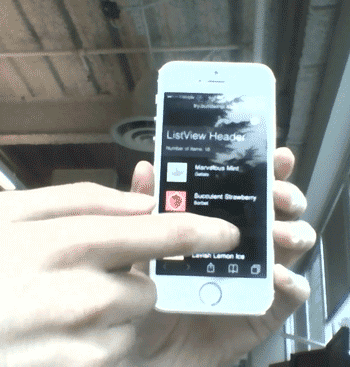 ListView Header
Number of items: 16
Marvelous Mint
Gelato
Succulent Strawberry
Sorbet
Lavish Lemon Ice